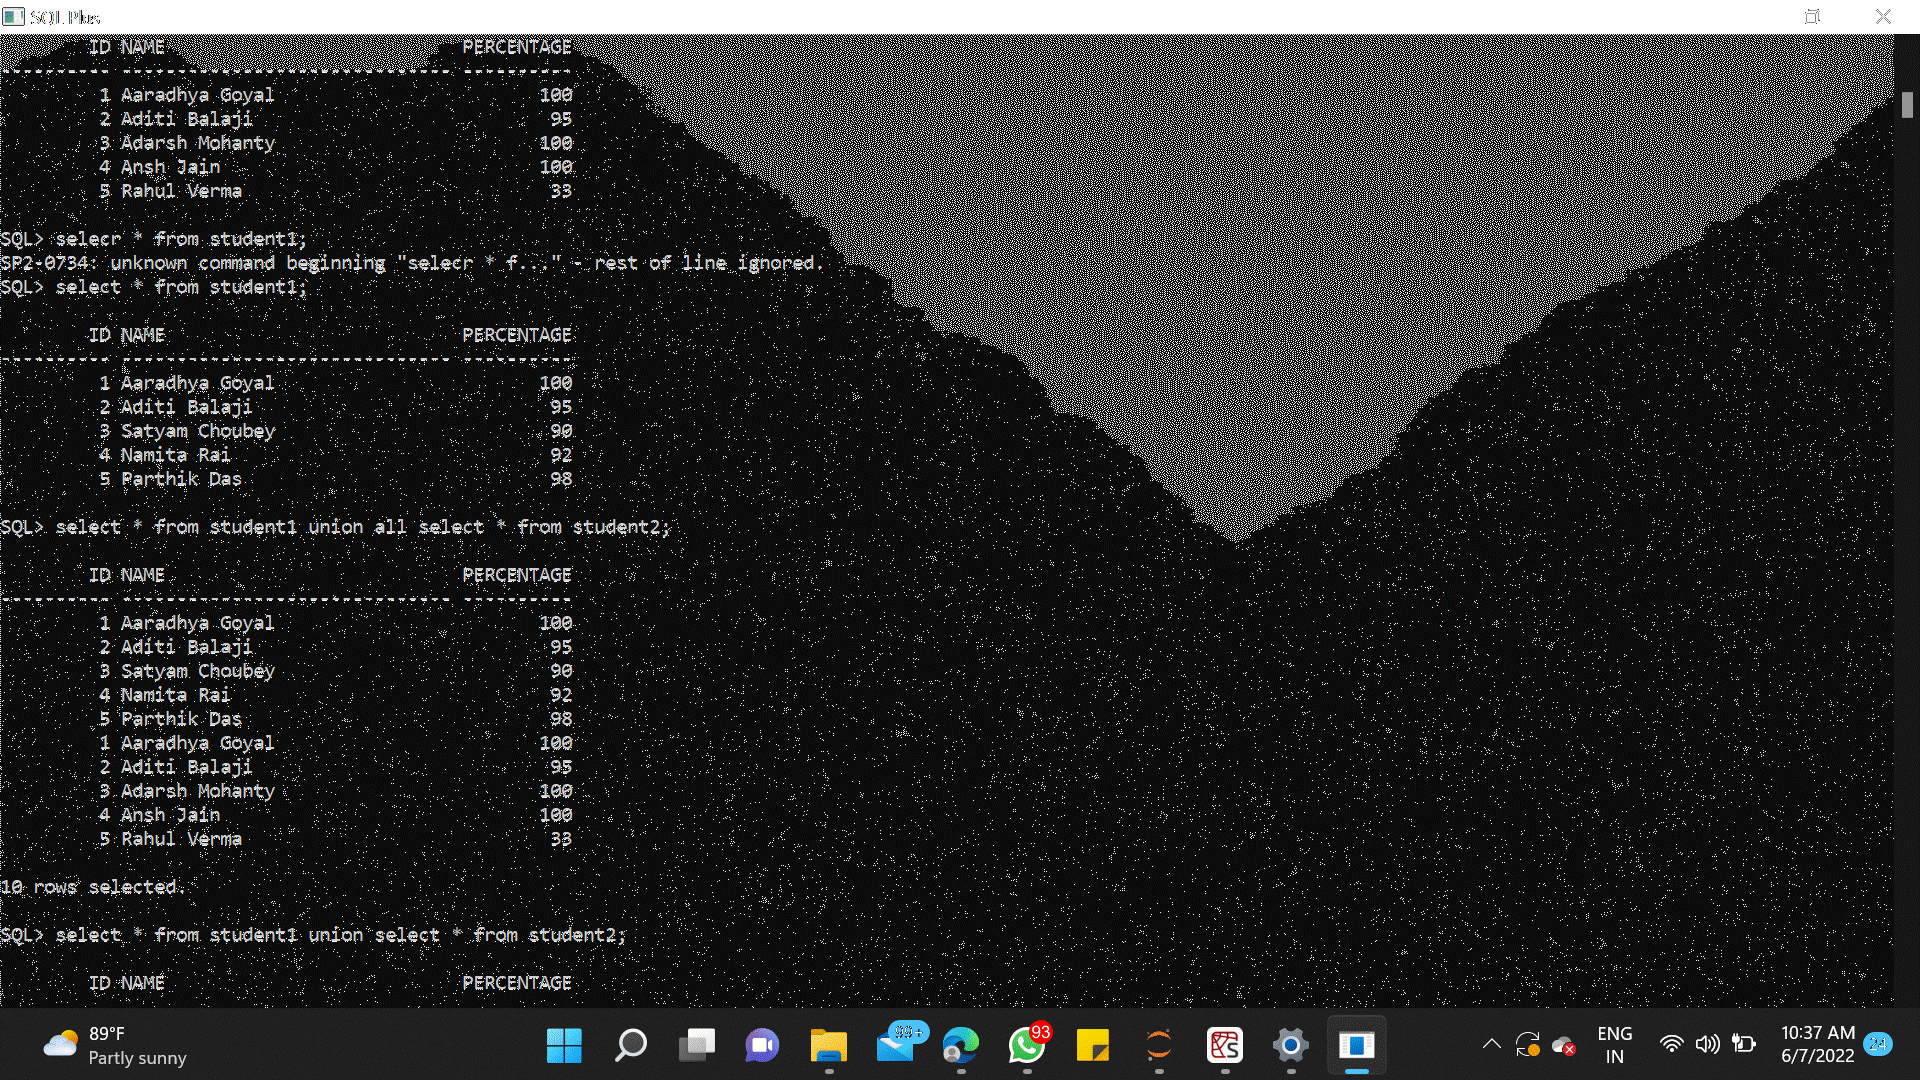 SQL Plus
ID NAME PERCENTAGE
---------- ------------------------------ ----------
1 Aaradhya Goyal 100
2 Aditi Balaji 95
3 Adarsh Mohanty 100
4 Ansh Jain 100
5 Rahul Verma 33
SQL> selecr * from student1;
SP2-0734: unknown command beginning "selecr * f..." - rest of line ignored.
SQL> select * from student1;
ID NAME PERCENTAGE
---------- ------------------------------ ----------
1 Aaradhya Goyal 100
2 Aditi Balaji 95
3 Satyam Choubey 90
4 Namita Rai 92
5 Parthik Das 98
SQL> select * from student1 union all select * from student2;
ID NAME PERCENTAGE
---------- ------------------------------ ----------
1 Aaradhya Goyal 100
2 Aditi Balaji 95
3 Satyam Choubey 90
4 Namita Rai 92
5 Parthik Das 98
1 Aaradhya Goyal 100
2 Aditi Balaji 95
3 Adarsh Mohanty 100
4 Ansh Jain 100
5 Rahul Verma 33
10 rows selected.
SQL> select * from student1 union select * from student2;
ID NAME PERCENTAGE
89°F
Partly sunny
99+
93
ENG
IN
10:37 AM
6/7/2022
24